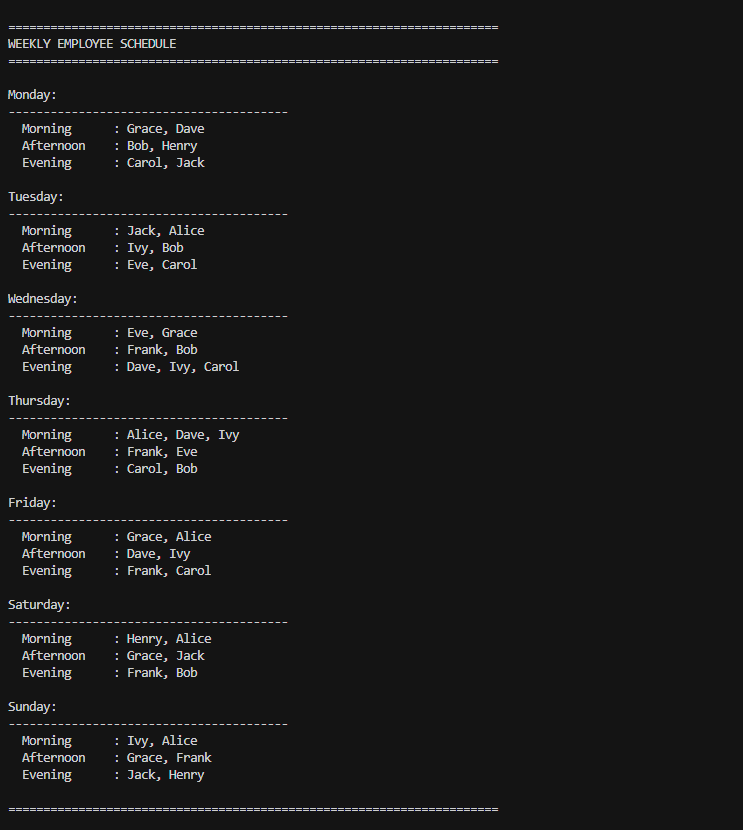 ======================================================================
WEEKLY EMPLOYEE SCHEDULE
======================================================================
Monday:
----------------------------------------
Morning : Grace, Dave
Afternoon : Bob, Henry
Evening : Carol, Jack
Tuesday:
----------------------------------------
Morning : Jack, Alice
Afternoon : Ivy, Bob
Evening : Eve, Carol
Wednesday:
----------------------------------------
Morning : Eve, Grace
Afternoon : Frank, Bob
Evening : Dave, Ivy, Carol
Thursday:
----------------------------------------
Morning : Alice, Dave, Ivy
Afternoon : Frank, Eve
Evening : Carol, Bob
Friday:
----------------------------------------
Morning : Grace, Alice
Afternoon : Dave, Ivy
Evening : Frank, Carol
Saturday:
----------------------------------------
Morning : Henry, Alice
Afternoon : Grace, Jack
Evening : Frank, Bob
Sunday:
----------------------------------------
Morning : Ivy, Alice
Afternoon : Grace, Frank
Evening : Jack, Henry
======================================================================